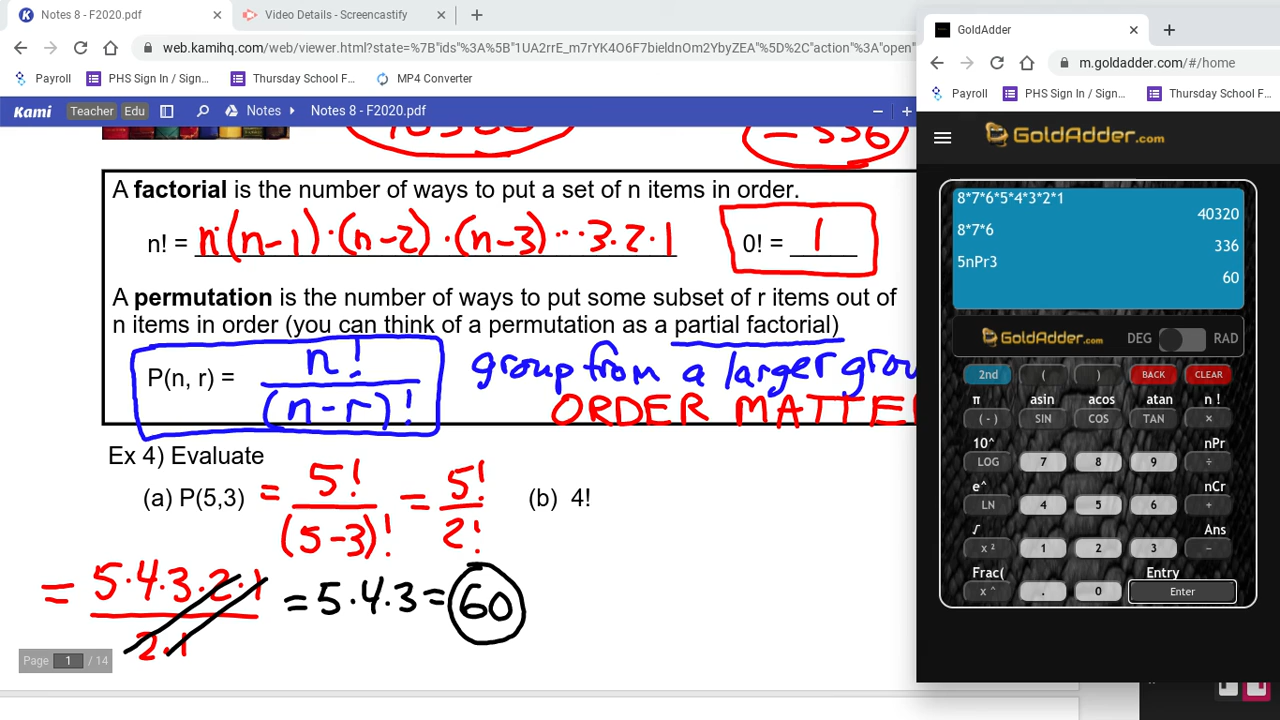 Notes 8 - F2020.pdf
Video Details - Screencastify
GoldAdder
web.kamihq.com/web/viewer.html?state=%7B"ids"%3A%5B"1UA2rrE_m7rYK4O6F7bieldnOm2YbyZEA"%5D%2C"action"%3A"open"
m.goldadder.com/#/home
Payroll
PHS Sign In / Sign...
Thursday School F...
MP4 Converter
Payroll
PHS Sign In / Sign...
Thursday School F...
Kami
Teacher
Edu
Notes
Notes 8 - F2020.pdf
GoldAdder.com
= 336
A factorial is the number of ways to put a set of n items in order.
n! = n·(n-1)·(n-2)·(n-3)···3·2·1
0! = 1
A permutation is the number of ways to put some subset of r items out of
n items in order (you can think of a permutation as a partial factorial)
P(n, r) = n!/(n-r)!
group from a larger grou
ORDER MATTE
Ex 4) Evaluate
(a) P(5,3) = 5!/(5-3)! = 5!/2!
(b) 4!
= 5·4·3·2·1/2·1 = 5·4·3 = 60
Page 1 / 14
8*7*6*5*4*3*2*1
40320
8*7*6
336
5nPr3
60
GoldAdder.com
DEG RAD
2nd ( ) BACK CLEAR
π asin acos atan n !
(-) SIN COS TAN ×
10^ nPr
LOG 7 8 9 ÷
e^ nCr
LN 4 5 6 +
√ Ans
x² 1 2 3 −
Frac( Entry
x^ . 0 Enter